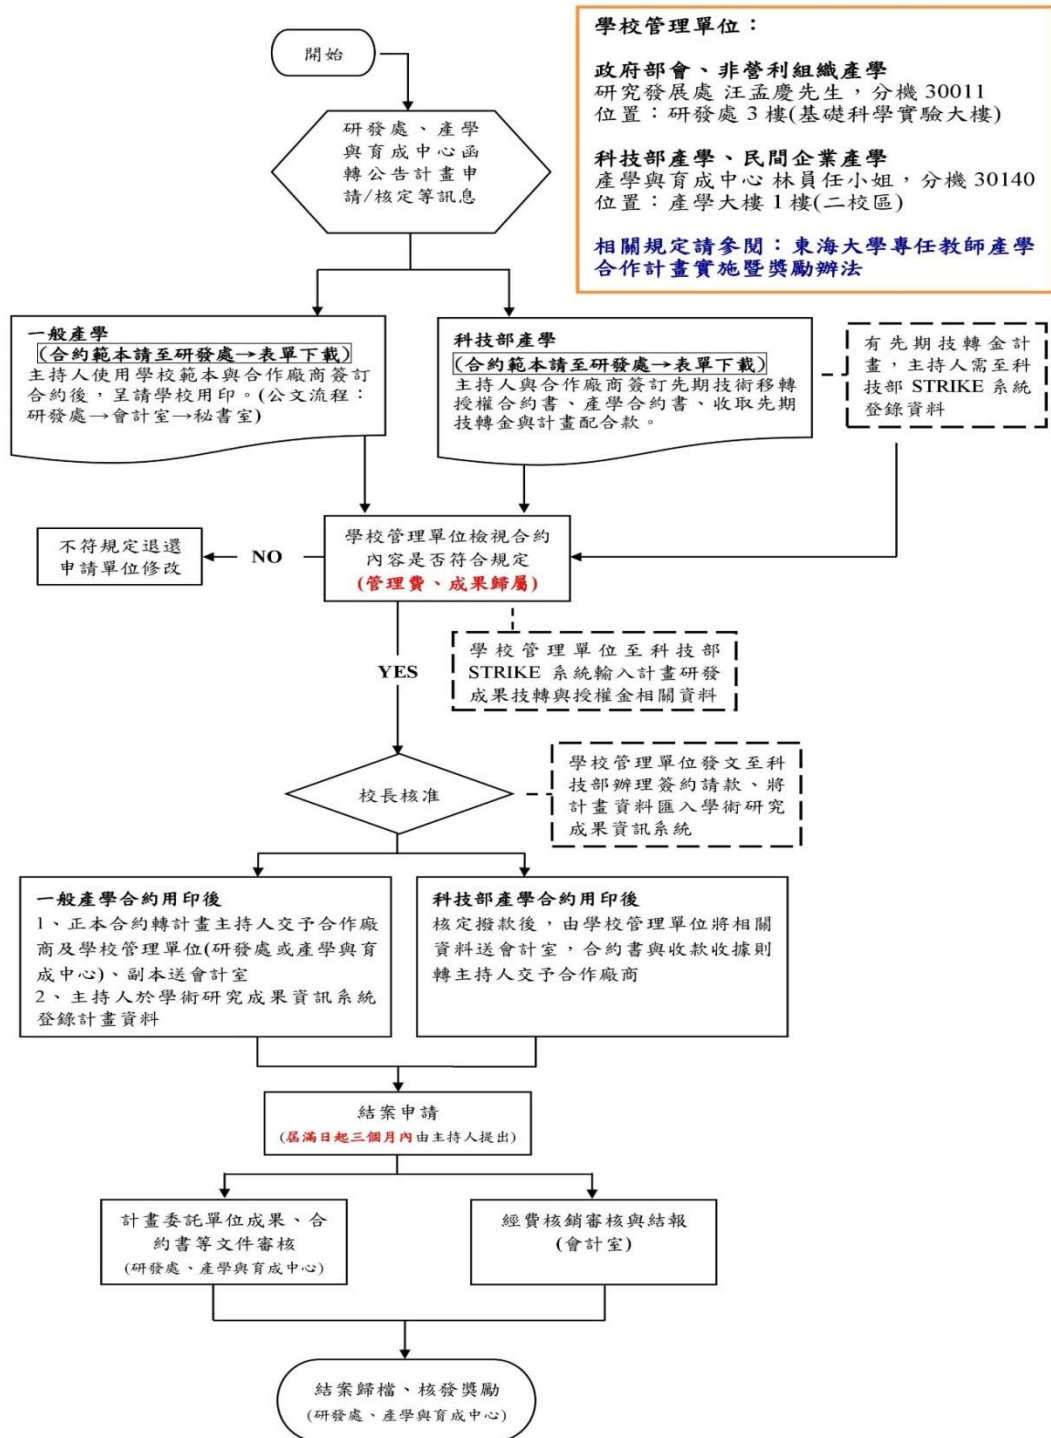 學校管理單位：
政府部會、非營利組織產學
研究發展處 汪孟慶先生，分機 30011
位置：研發處 3 樓(基礎科學實驗大樓)
科技部產學、民間企業產學
產學與育成中心 林員任小姐，分機 30140
位置：產學大樓 1 樓(二校區)
相關規定請參閱：東海大學專任教師產學
合作計畫實施暨獎勵辦法
開始
研發處、產學
與育成中心函
轉公告計畫申
請/核定等訊息
一般產學
(合約範本請至研發處→表單下載)
主持人使用學校範本與合作廠商簽訂
合約後，呈請學校用印。(公文流程：
研發處→會計室→秘書室)
科技部產學
(合約範本請至研發處→表單下載)
主持人與合作廠商簽訂先期技術移轉
授權合約書、產學合約書、收取先期
技轉金與計畫配合款。
有先期技轉金計
畫，主持人需至科
技部 STRIKE 系統
登錄資料
不符規定退還
申請單位修改
NO
學校管理單位檢視合約
內容是否符合規定
(管理費、成果歸屬)
YES
學校管理單位至科技部
STRIKE 系統輸入計畫研發
成果技轉與授權金相關資料
校長核准
學校管理單位發文至科
技部辦理簽約請款、將
計畫資料匯入學術研究
成果資訊系統
一般產學合約用印後
1、正本合約轉計畫主持人交予合作廠
商及學校管理單位(研發處或產學與育
成中心)、副本送會計室
2、主持人於學術研究成果資訊系統
登錄計畫資料
科技部產學合約用印後
核定撥款後，由學校管理單位將相關
資料送會計室，合約書與收款收據則
轉主持人交予合作廠商
結案申請
(屆滿日起三個月內由主持人提出)
計畫委託單位成果、合
約書等文件審核
(研發處、產學與育成中心)
經費核銷審核與結報
(會計室)
結案歸檔、核發獎勵
(研發處、產學與育成中心)